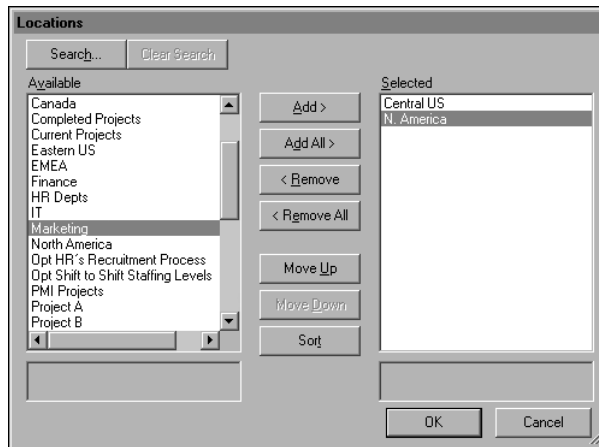 Locations
Search...
Clear Search
Available
Canada
Completed Projects
Current Projects
Eastern US
EMEA
Finance
HR Depts
IT
Marketing
North America
Opt HR's Recruitment Process
Opt Shift to Shift Staffing Levels
PMI Projects
Project A
Project B
Add >
Add All >
< Remove
< Remove All
Move Up
Move Down
Sort
Selected
Central US
N. America
OK
Cancel